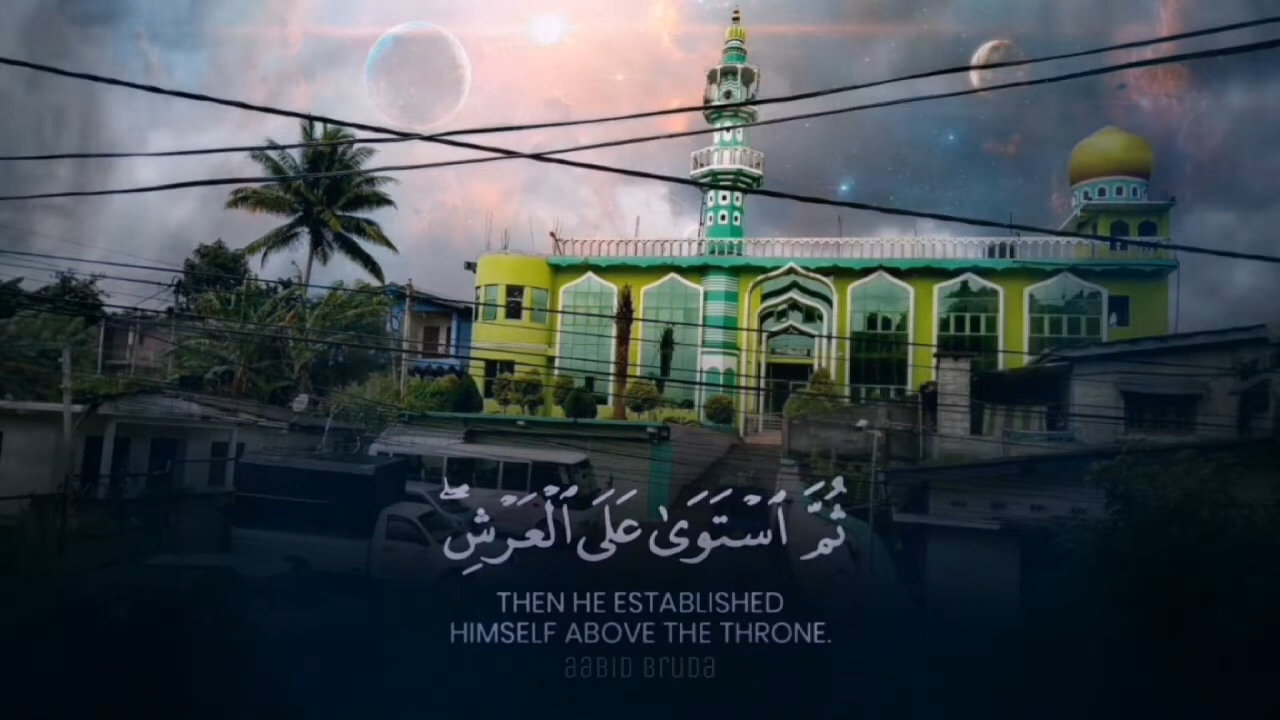 ثُمَّ ٱسۡتَوَىٰ عَلَى ٱلۡعَرۡشِۖ
THEN HE ESTABLISHED
HIMSELF ABOVE THE THRONE.
aaBID BruDa